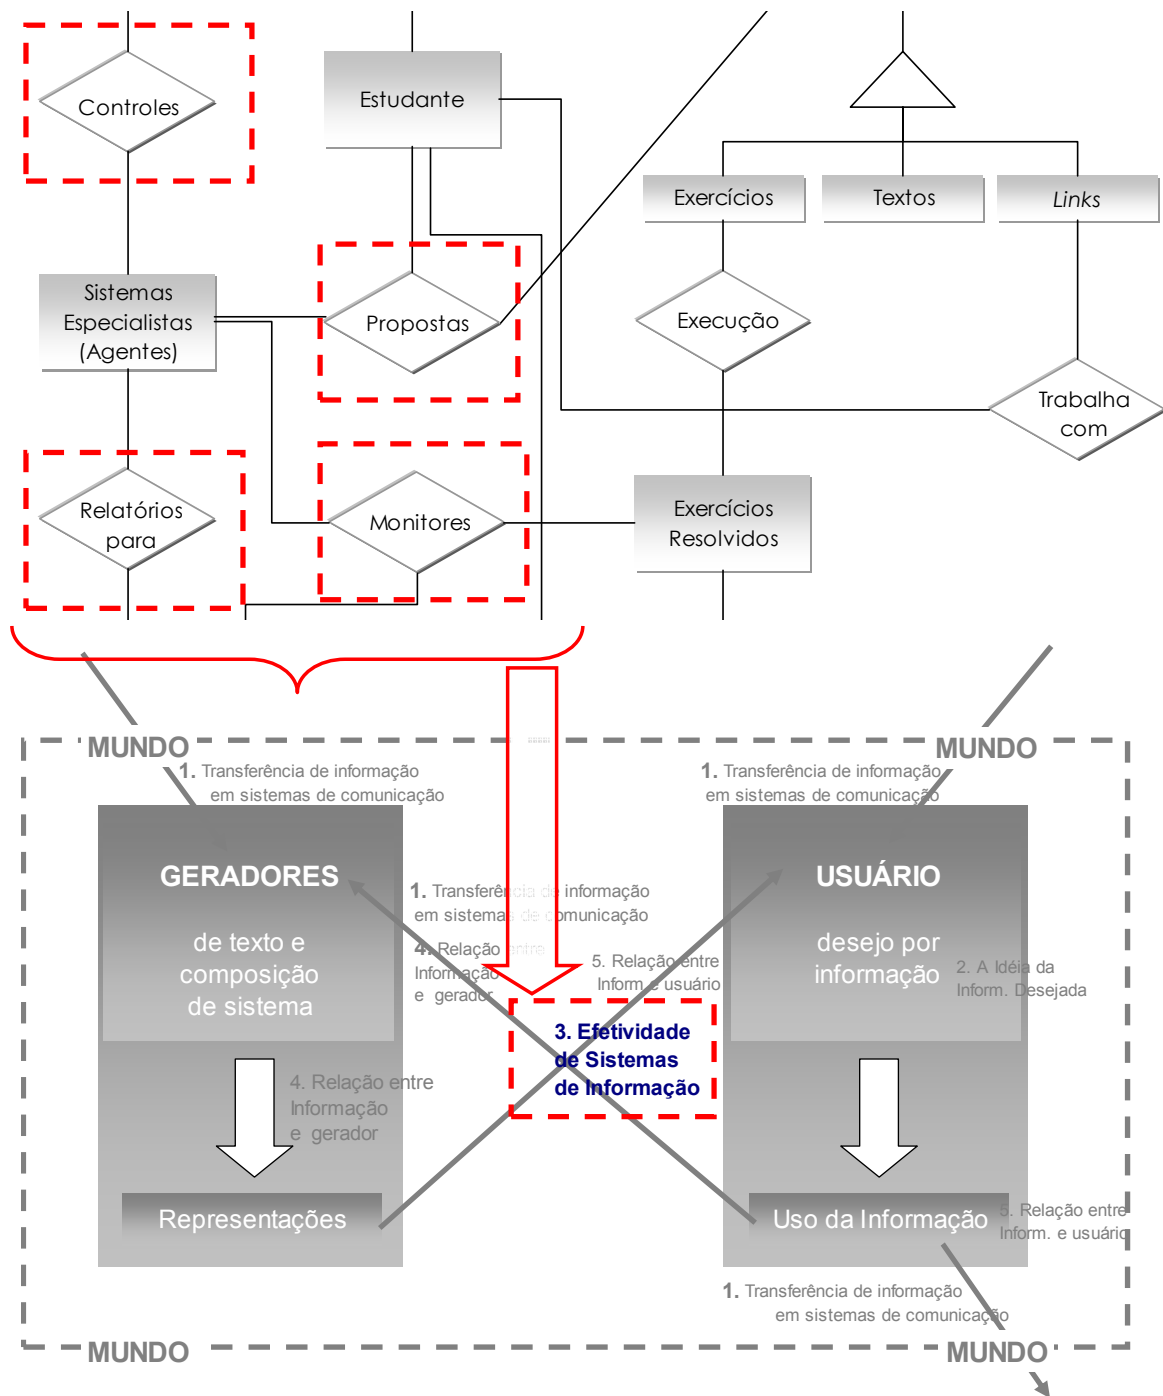 Controles
Estudante
Exercícios
Textos
Links
Sistemas
Especialistas
(Agentes)
Propostas
Execução
Trabalha
com
Relatórios
para
Monitores
Exercícios
Resolvidos
MUNDO
MUNDO
1. Transferência de informação
em sistemas de comunicação
1. Transferência de informação
em sistemas de comunicação
GERADORES
de texto e
composição
de sistema
1. Transferência de informação
em sistemas de comunicação
4. Relação entre
Informação
e gerador
5. Relação entre
Inform e usuário
USUÁRIO
desejo por
informação
2. A Idéia da
Inform. Desejada
3. Efetividade
de Sistemas
de Informação
4. Relação entre
Informação
e gerador
Representações
Uso da Informação
5. Relação entre
Inform. e usuário
1. Transferência de informação
em sistemas de comunicação
MUNDO
MUNDO